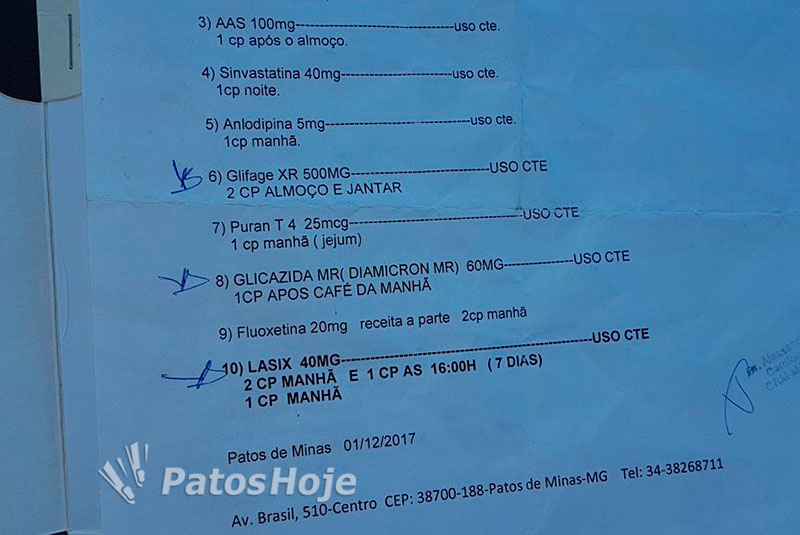 3) AAS 100mg-----------------------------------uso cte.
1 cp após o almoço.
4) Sinvastatina 40mg------------------------uso cte.
1cp noite.
5) Anlodipina 5mg--------------------------------uso cte.
1cp manhã.
6) Glifage XR 500MG-------------------------------USO CTE
2 CP ALMOÇO E JANTAR
7) Puran T 4 25mcg---------------------------------------USO CTE
1 cp manhã ( jejum)
8) GLICAZIDA MR( DIAMICRON MR) 60MG----------------USO CTE
1CP APOS CAFÉ DA MANHÃ
9) Fluoxetina 20mg receita a parte 2cp manhã
10) LASIX 40MG---------------------------------------------------------USO CTE
2 CP MANHÃ E 1 CP AS 16:00H ( 7 DIAS)
1 CP MANHÃ
Patos de Minas 01/12/2017
PatosHoje
Av. Brasil, 510-Centro CEP: 38700-188-Patos de Minas-MG Tel: 34-38268711